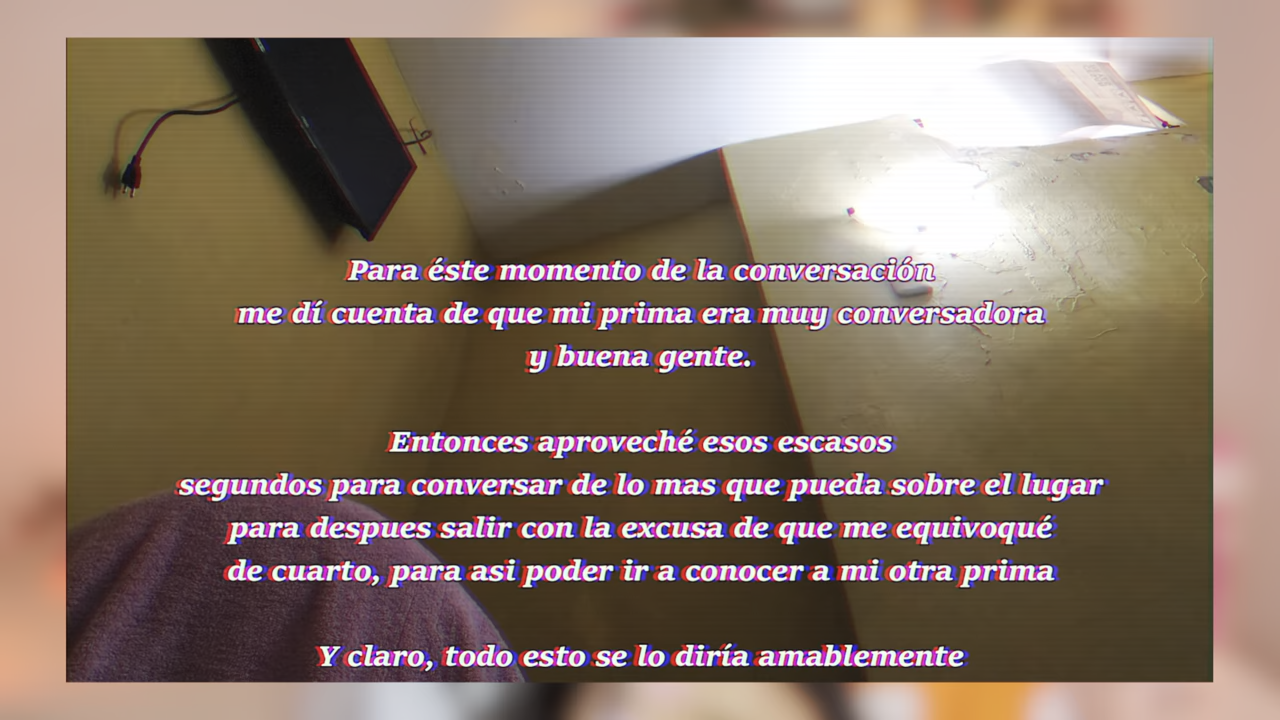 Para éste momento de la conversación
me dí cuenta de que mi prima era muy conversadora
y buena gente.
Entonces aproveché esos escasos
segundos para conversar de lo mas que pueda sobre el lugar
para despues salir con la excusa de que me equivoqué
de cuarto, para asi poder ir a conocer a mi otra prima
Y claro, todo esto se lo diría amablemente